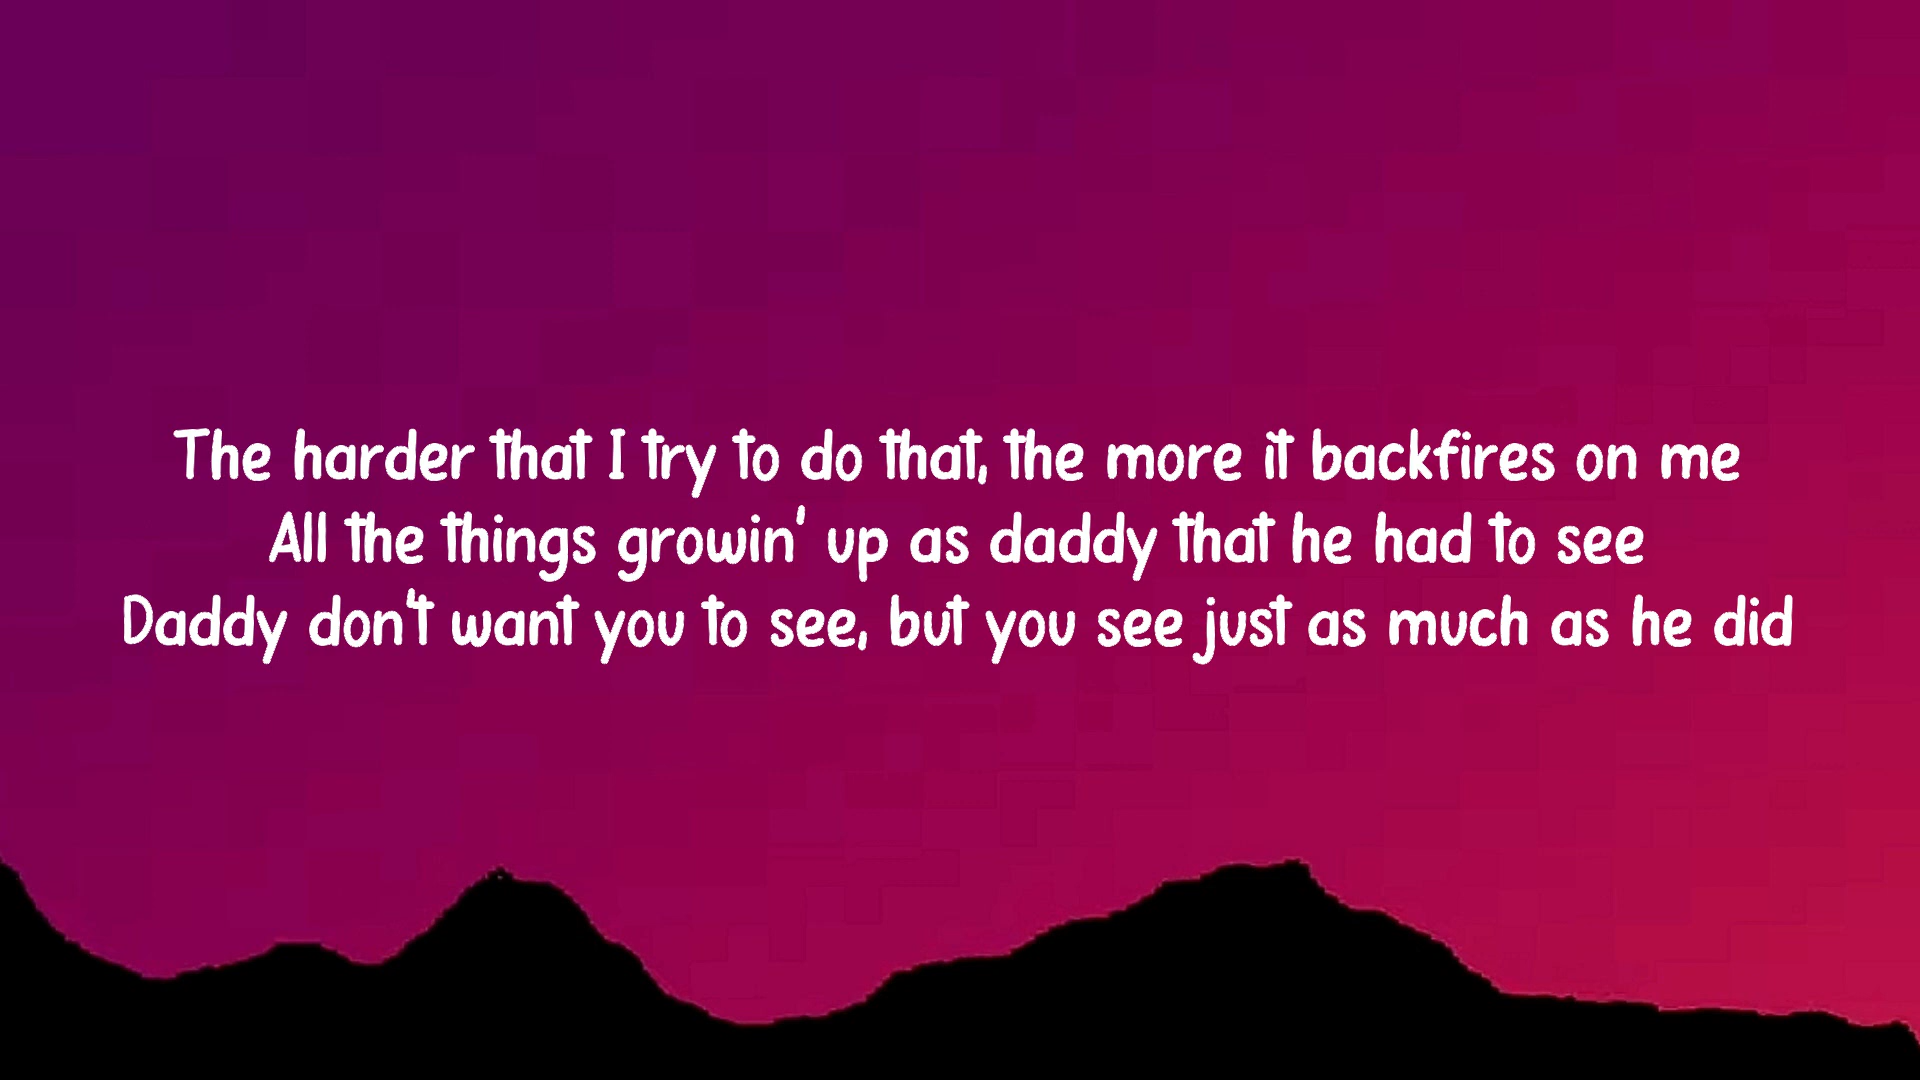 The harder that I try to do that, the more it backfires on me
All the things growin' up as daddy that he had to see
Daddy don't want you to see, but you see just as much as he did